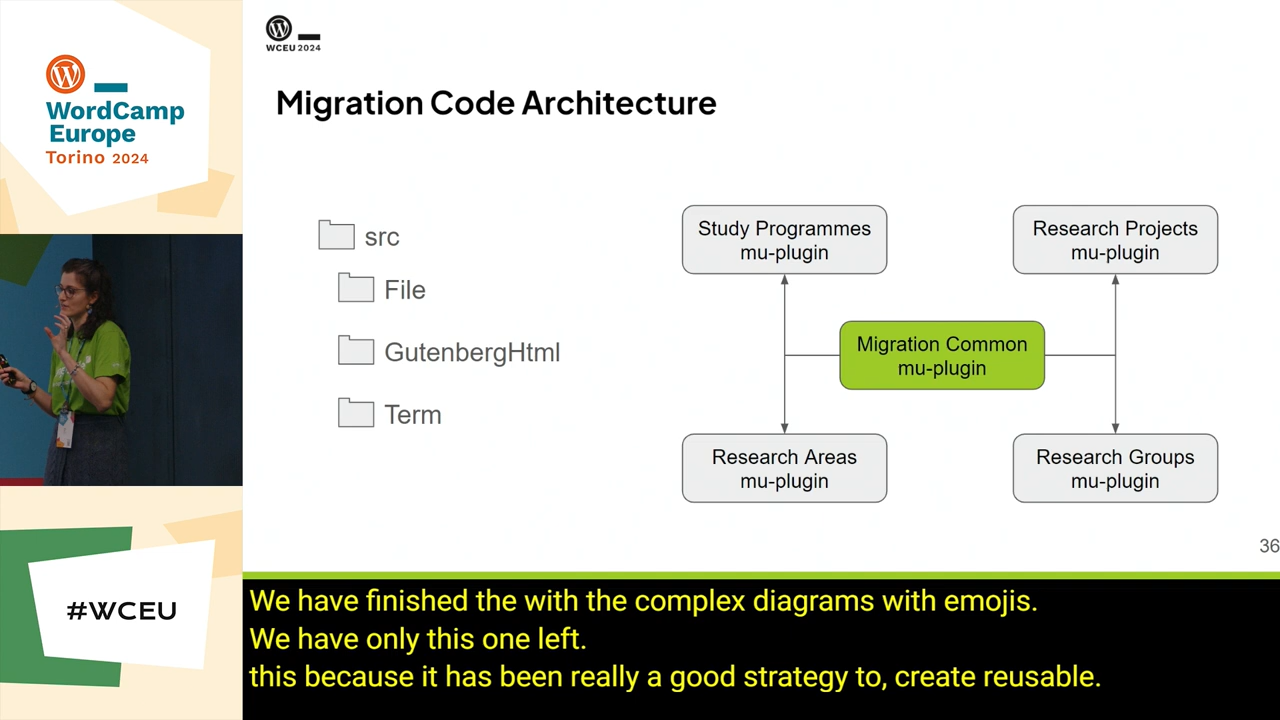 WordCamp
Europe
Torino 2024
#WCEU
WCEU 2024
Migration Code Architecture
src
File
GutenbergHtml
Term
Study Programmes
mu-plugin
Research Projects
mu-plugin
Migration Common
mu-plugin
Research Areas
mu-plugin
Research Groups
mu-plugin
36
We have finished the with the complex diagrams with emojis.
We have only this one left.
this because it has been really a good strategy to, create reusable.